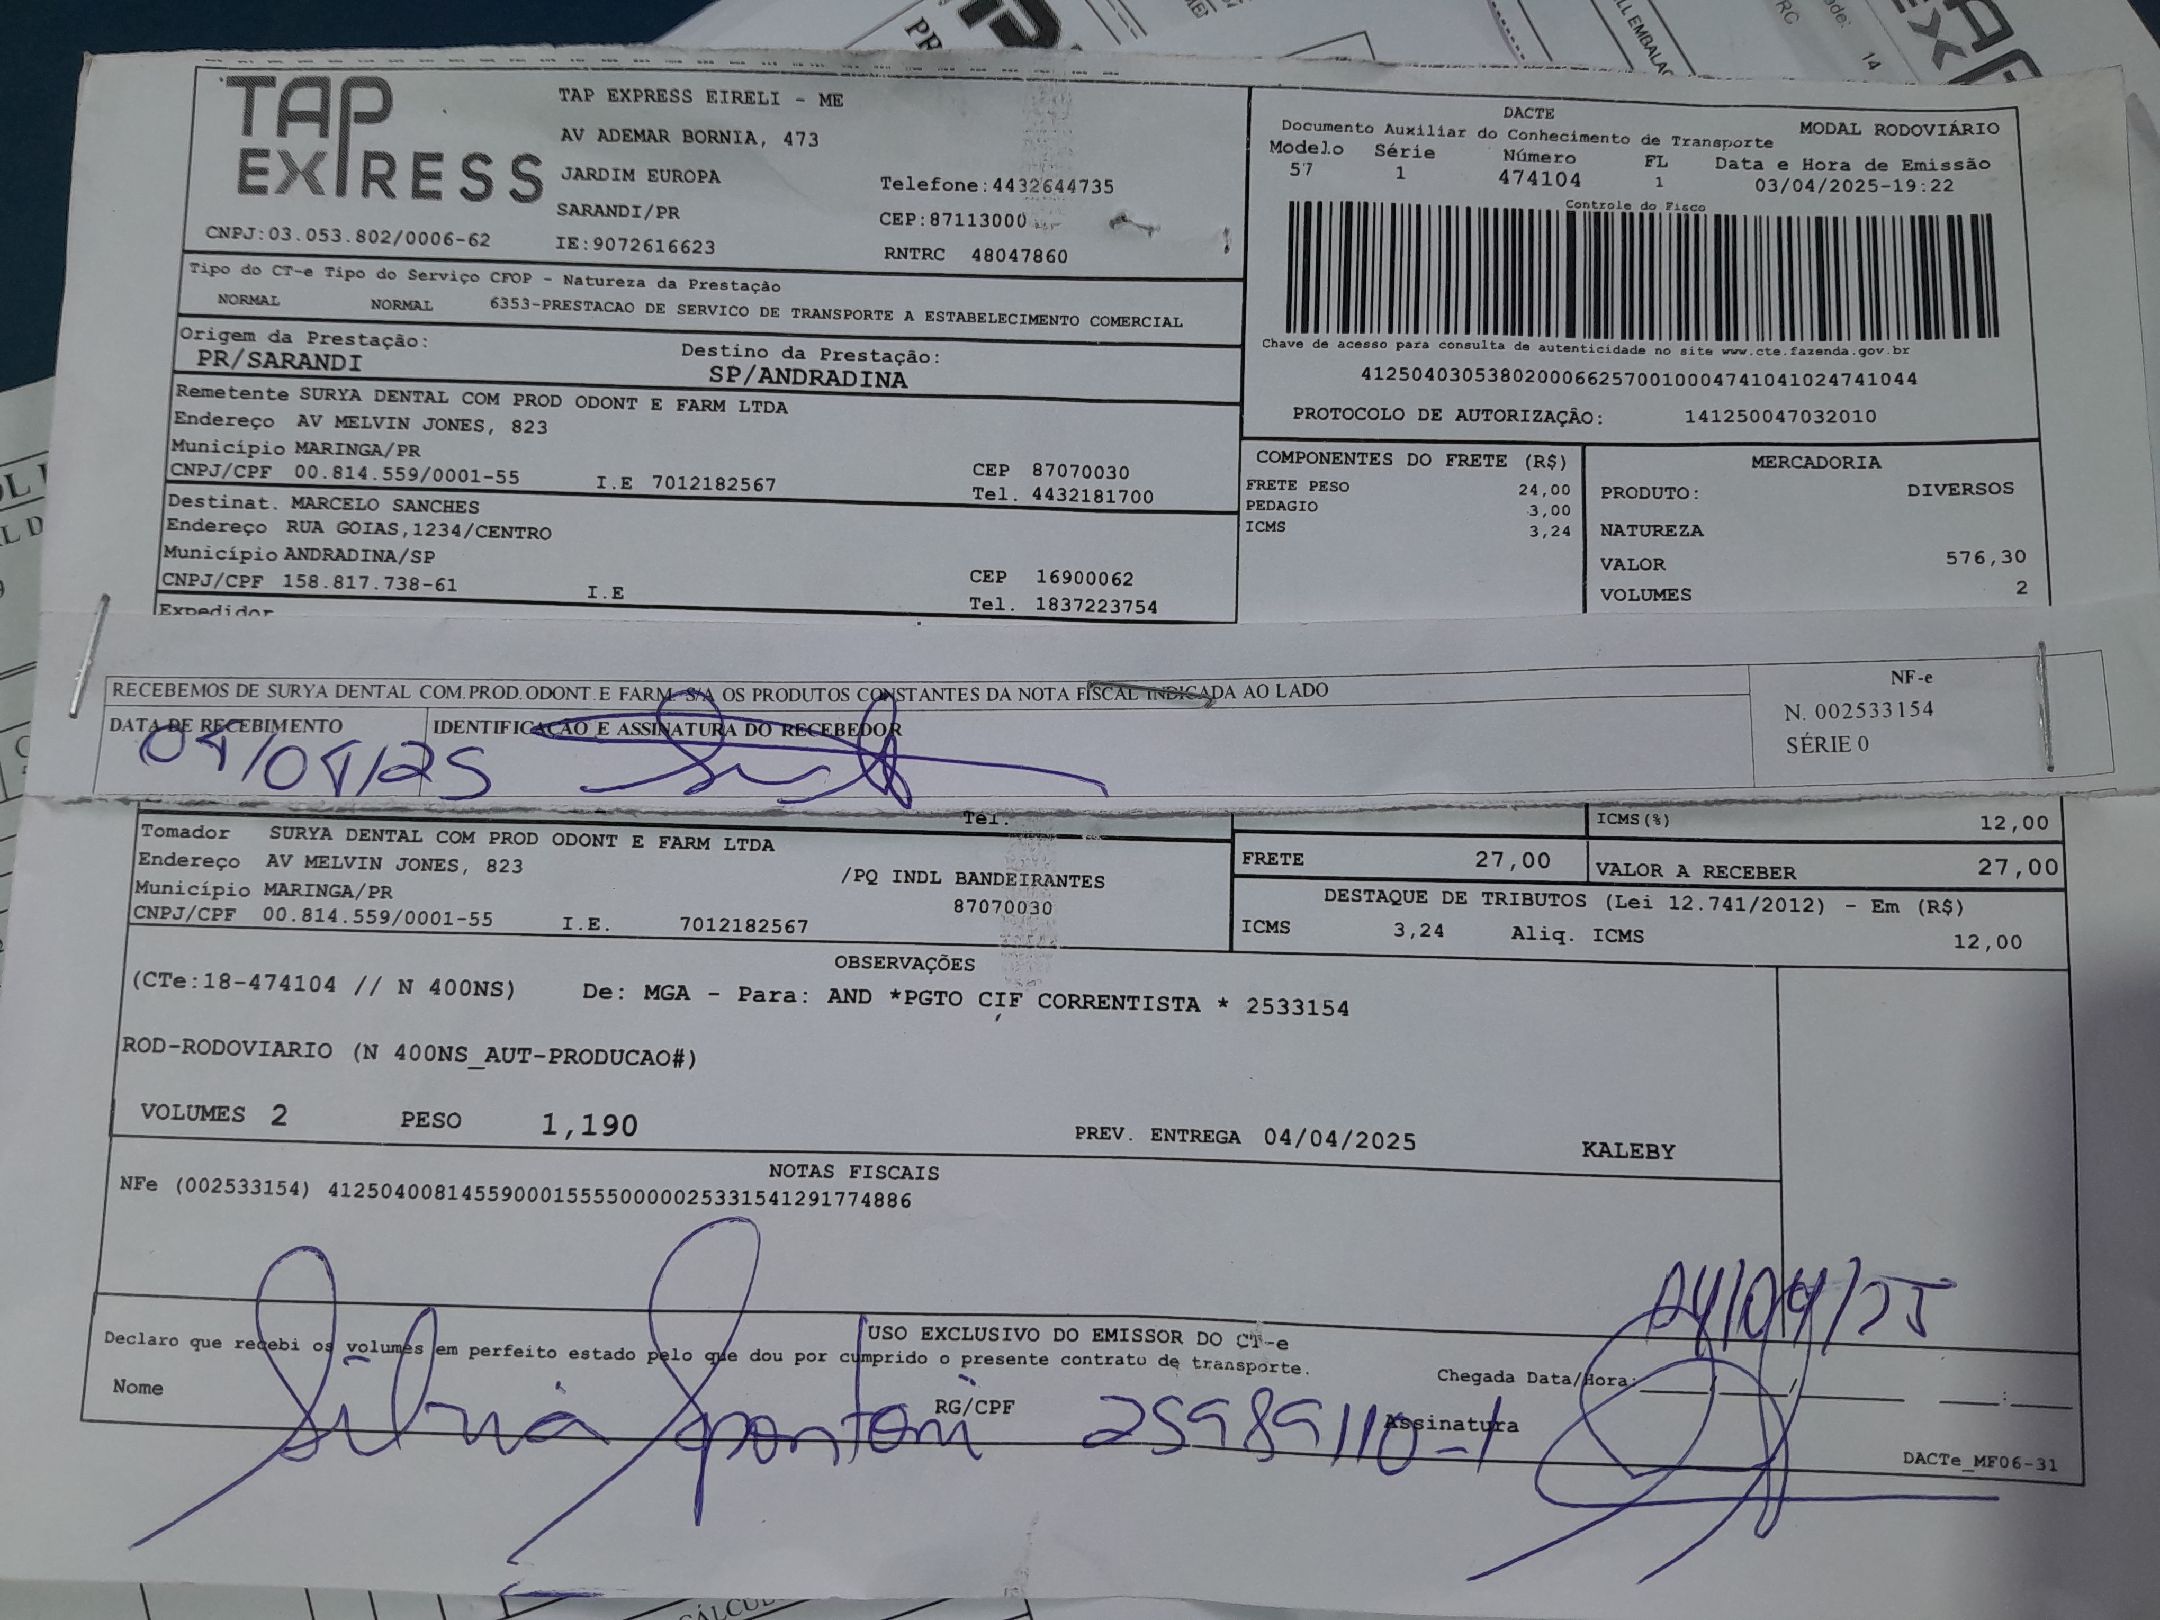 TAP EXPRESS
TAP EXPRESS EIRELI - ME
AV ADEMAR BORNIA, 473
JARDIM EUROPA
SARANDI/PR
IE:9072616623
Telefone:4432644735
CEP:87113000
RNTRC 48047860
CNPJ:03.053.802/0006-62
DACTE
Documento Auxiliar do Conhecimento de Transporte
MODAL RODOVIÁRIO
Modelo Série Número FL Data e Hora de Emissão
57 1 474104 1 03/04/2025-19:22
Controle do Fisco
Chave de acesso para consulta de autenticidade no site www.cte.fazenda.gov.br
41250403053802000662570010004741041024741044
PROTOCOLO DE AUTORIZAÇÃO: 141250047032010
Tipo do CT-e Tipo do Serviço CFOP - Natureza da Prestação
NORMAL NORMAL 6353-PRESTACAO DE SERVICO DE TRANSPORTE A ESTABELECIMENTO COMERCIAL
Origem da Prestação: Destino da Prestação:
PR/SARANDI SP/ANDRADINA
Remetente SURYA DENTAL COM PROD ODONT E FARM LTDA
Endereço AV MELVIN JONES, 823
Município MARINGA/PR
CNPJ/CPF 00.814.559/0001-55 I.E 7012182567
CEP 87070030
Tel. 4432181700
Destinat. MARCELO SANCHES
Endereço RUA GOIAS,1234/CENTRO
Município ANDRADINA/SP
CNPJ/CPF 158.817.738-61 I.E
CEP 16900062
Tel. 1837223754
Expedidor
COMPONENTES DO FRETE (R$)
FRETE PESO 24,00
PEDAGIO 3,00
ICMS 3,24
MERCADORIA
PRODUTO: DIVERSOS
NATUREZA
VALOR 576,30
VOLUMES 2
RECEBEMOS DE SURYA DENTAL COM.PROD.ODONT E FARM. S/A OS PRODUTOS CONSTANTES DA NOTA FISCAL INDICADA AO LADO
DATA DE RECEBIMENTO IDENTIFICAÇÃO E ASSINATURA DO RECEBEDOR
04/04/25
NF-e
N. 002533154
SÉRIE 0
Tel.
Tomador SURYA DENTAL COM PROD ODONT E FARM LTDA
Endereço AV MELVIN JONES, 823 /PQ INDL BANDEIRANTES
Município MARINGA/PR 87070030
CNPJ/CPF 00.814.559/0001-55 I.E. 7012182567
ICMS(%) 12,00
FRETE 27,00 VALOR A RECEBER 27,00
DESTAQUE DE TRIBUTOS (Lei 12.741/2012) - Em (R$)
ICMS 3,24 Aliq. ICMS 12,00
OBSERVAÇÕES
(CTe:18-474104 // N 400NS) De: MGA - Para: AND *PGTO CIF CORRENTISTA * 2533154
ROD-RODOVIARIO (N 400NS_AUT-PRODUCAO#)
VOLUMES 2 PESO 1,190 PREV. ENTREGA 04/04/2025 KALEBY
NOTAS FISCAIS
NFe (002533154) 41250400814559000155550000025331541291774886
04/04/25
USO EXCLUSIVO DO EMISSOR DO CT-e
Declaro que recebi os volumes em perfeito estado pelo que dou por cumprido o presente contrato de transporte.
Chegada Data/Hora:
Nome RG/CPF 25989110-1 Assinatura
DACTe_MF06-31